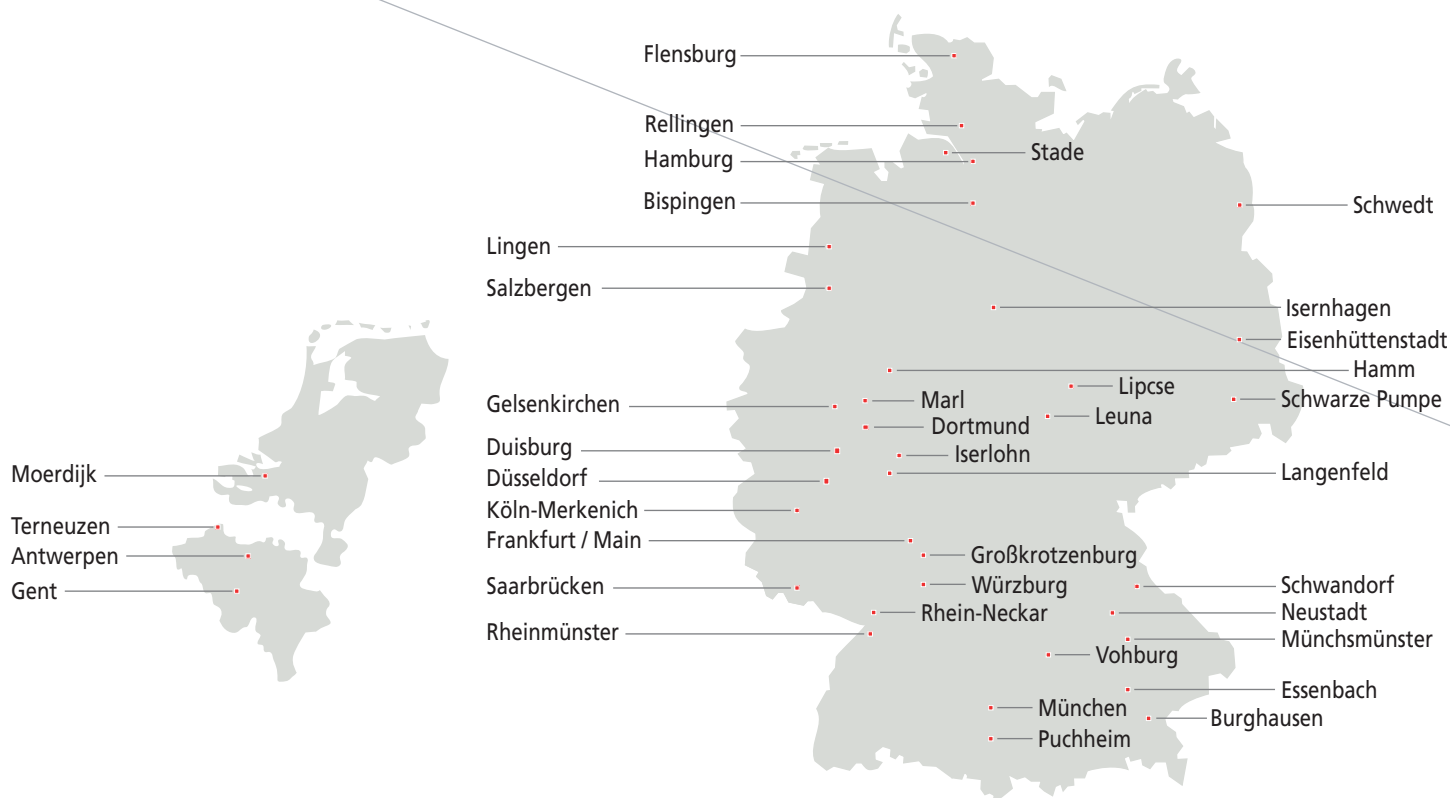 Flensburg
Rellingen
Stade
Hamburg
Bispingen
Schwedt
Lingen
Salzbergen
Isernhagen
Eisenhüttenstadt
Hamm
Lipcse
Schwarze Pumpe
Gelsenkirchen
Marl
Leuna
Dortmund
Duisburg
Iserlohn
Moerdijk
Düsseldorf
Langenfeld
Köln-Merkenich
Terneuzen
Frankfurt / Main
Antwerpen
Großkrotzenburg
Gent
Saarbrücken
Würzburg
Schwandorf
Rhein-Neckar
Neustadt
Rheinmünster
Münchsmünster
Vohburg
Essenbach
München
Burghausen
Puchheim